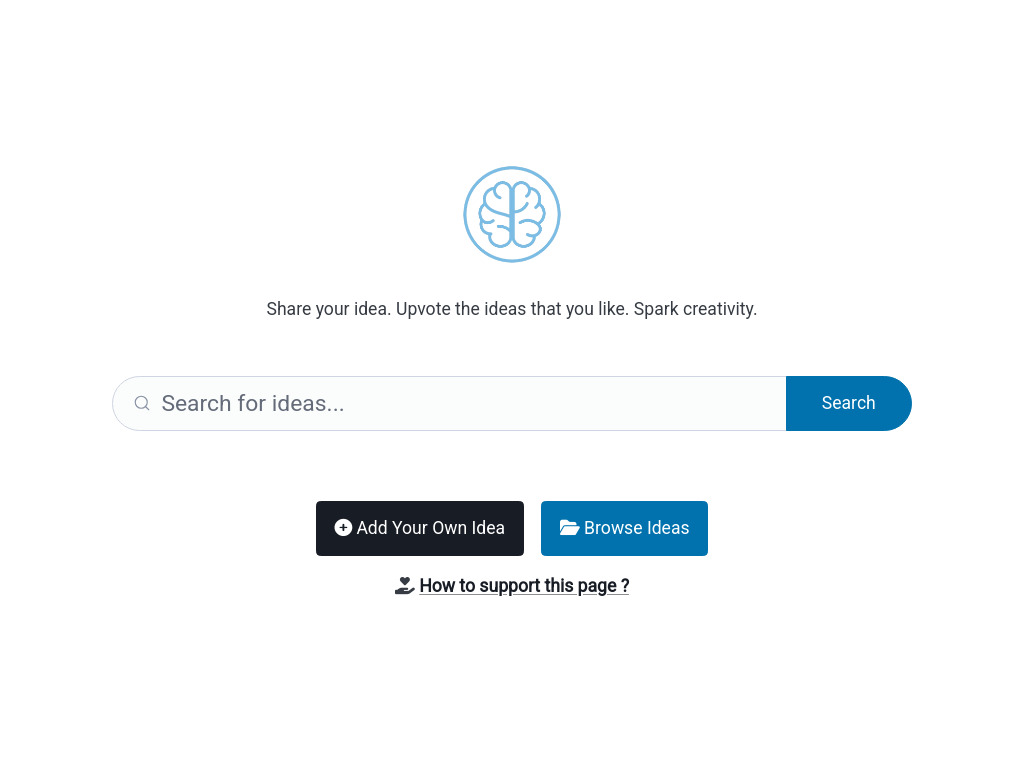 Share your idea. Upvote the ideas that you like. Spark creativity.
Search for ideas...
Search
Add Your Own Idea
Browse Ideas
How to support this page ?